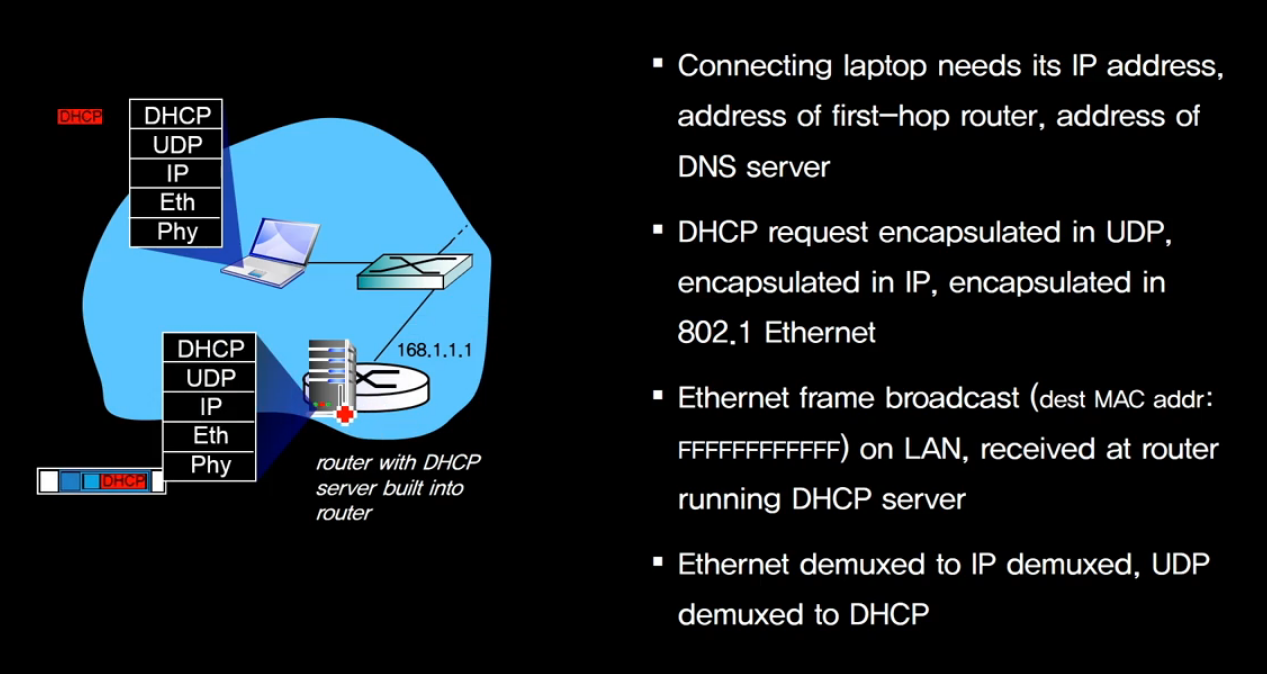 DHCP
DHCP
UDP
IP
Eth
Phy
168.1.1.1
DHCP
UDP
IP
Eth
Phy
DHCP
router with DHCP
server built into
router
▪ Connecting laptop needs its IP address,
address of first-hop router, address of
DNS server
▪ DHCP request encapsulated in UDP,
encapsulated in IP, encapsulated in
802.1 Ethernet
▪ Ethernet frame broadcast (dest MAC addr:
FFFFFFFFFFFF) on LAN, received at router
running DHCP server
▪ Ethernet demuxed to IP demuxed, UDP
demuxed to DHCP